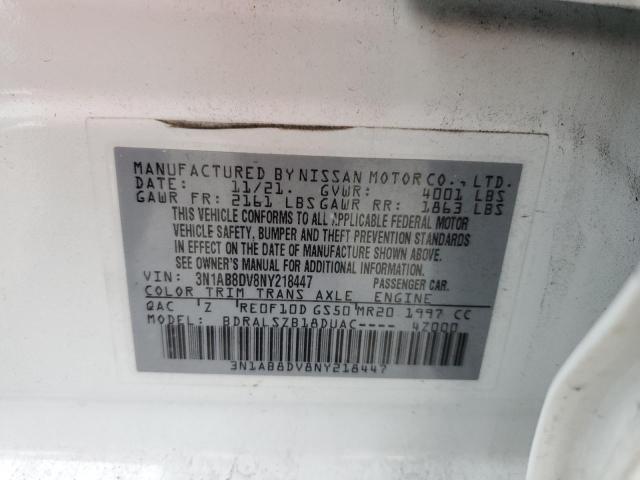 MANUFACTURED BY NISSAN MOTOR CO., LTD.
DATE: 11/21. GVWR: 4001 LBS
GAWR FR: 2161 LBS GAWR RR: 1863 LBS
THIS VEHICLE CONFORMS TO ALL APPLICABLE FEDERAL MOTOR
VEHICLE SAFETY, BUMPER AND THEFT PREVENTION STANDARDS
IN EFFECT ON THE DATE OF MANUFACTURE SHOWN ABOVE.
SEE OWNER'S MANUAL FOR ADDITIONAL INFORMATION.
VIN: 3N1AB8DV8NY218447 PASSENGER CAR.
COLOR TRIM TRANS AXLE ENGINE
QAC Z RE0F10D GS50 MR20 1997 CC
MODEL: BDRALSZB18DUAC---- 4Z000
3N1AB8DV8NY218447